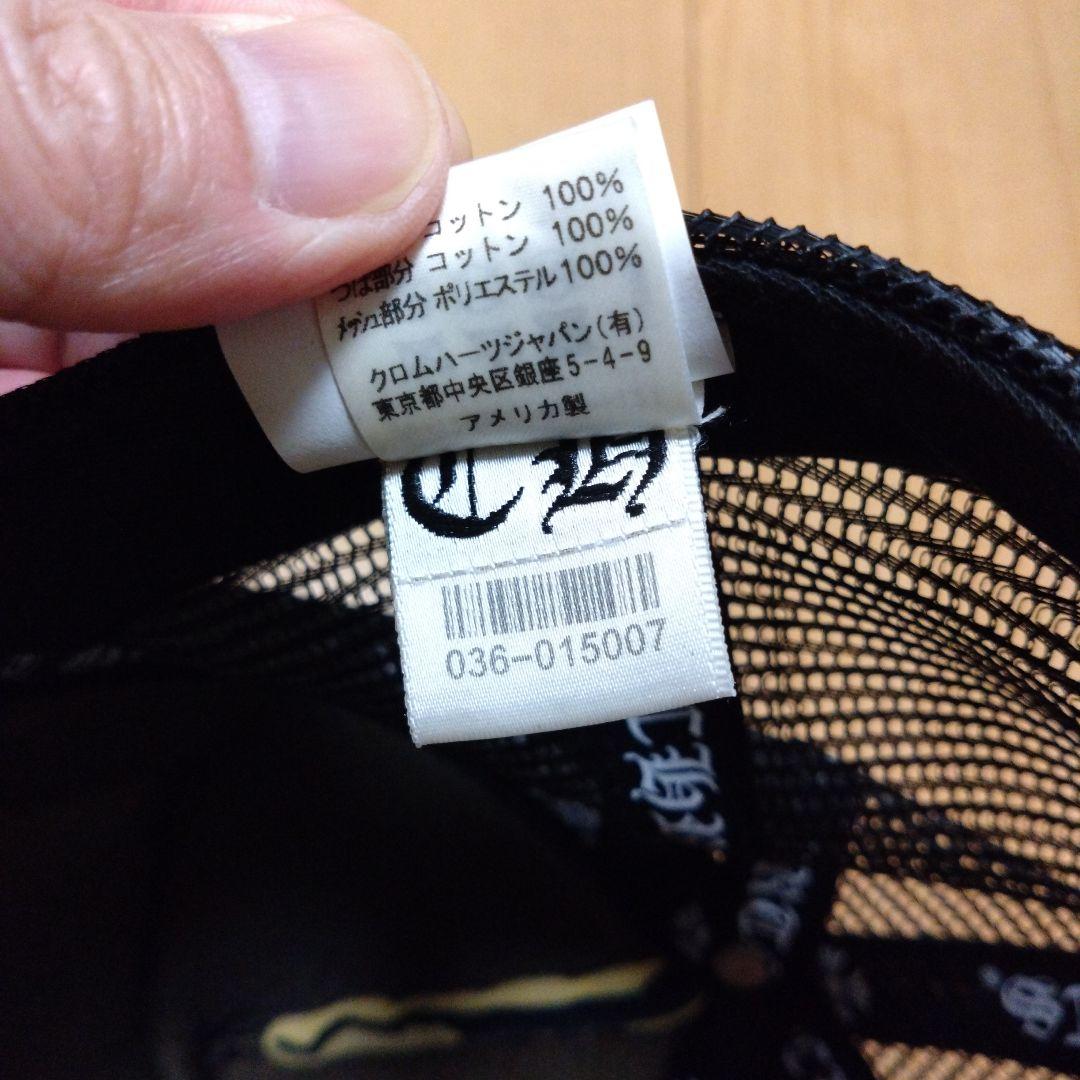 コットン 100%
つば部分 コットン 100%
メッシュ部分 ポリエステル100%
クロムハーツジャパン(有)
東京都中央区銀座5-4-9
アメリカ製
CH
036-015007